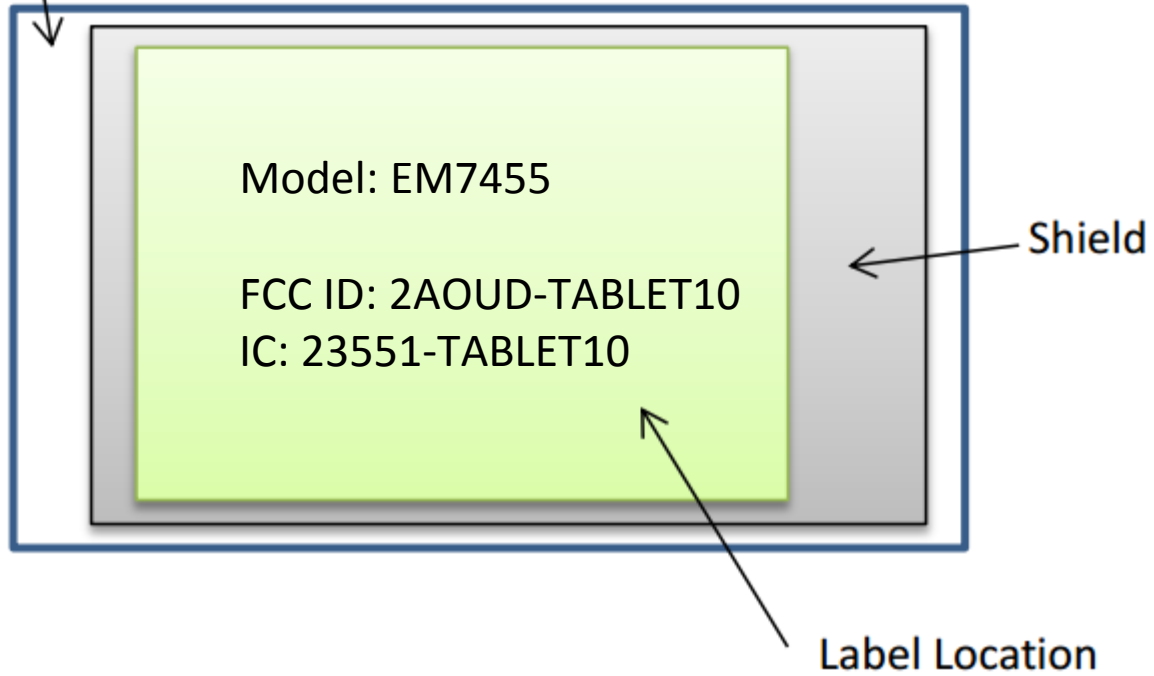 Model: EM7455
FCC ID: 2AOUD-TABLET10
IC: 23551-TABLET10
Shield
Label Location